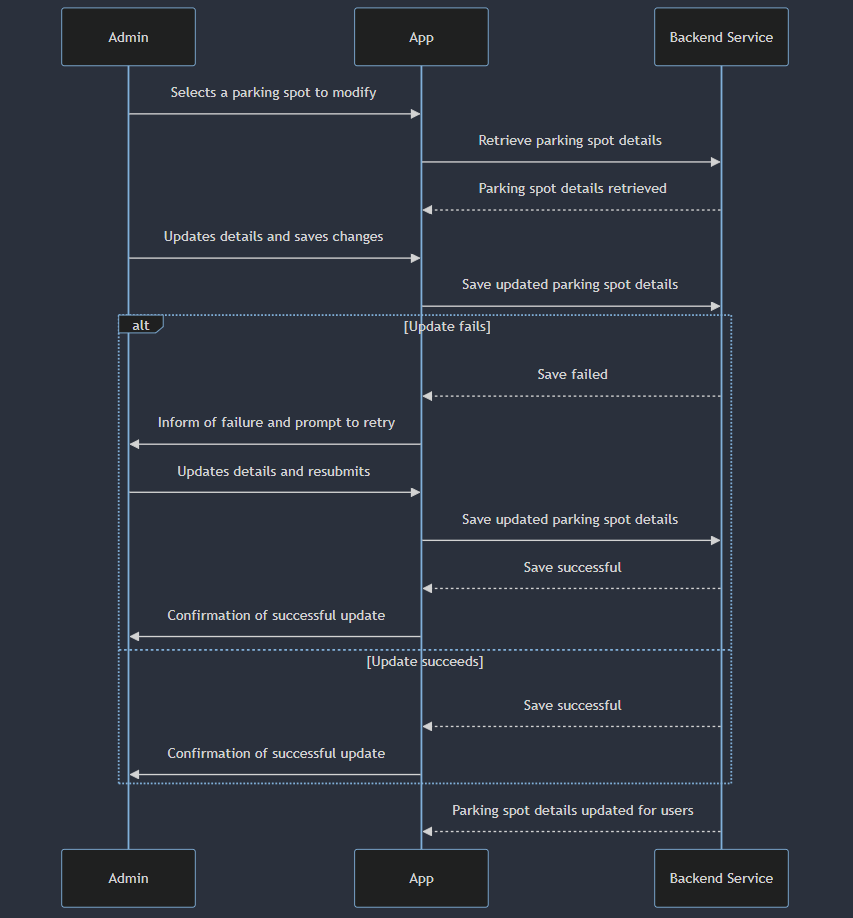 Admin
App
Backend Service
Selects a parking spot to modify
Retrieve parking spot details
Parking spot details retrieved
Updates details and saves changes
Save updated parking spot details
alt
[Update fails]
Save failed
Inform of failure and prompt to retry
Updates details and resubmits
Save updated parking spot details
Save successful
Confirmation of successful update
[Update succeeds]
Save successful
Confirmation of successful update
Parking spot details updated for users
Admin
App
Backend Service